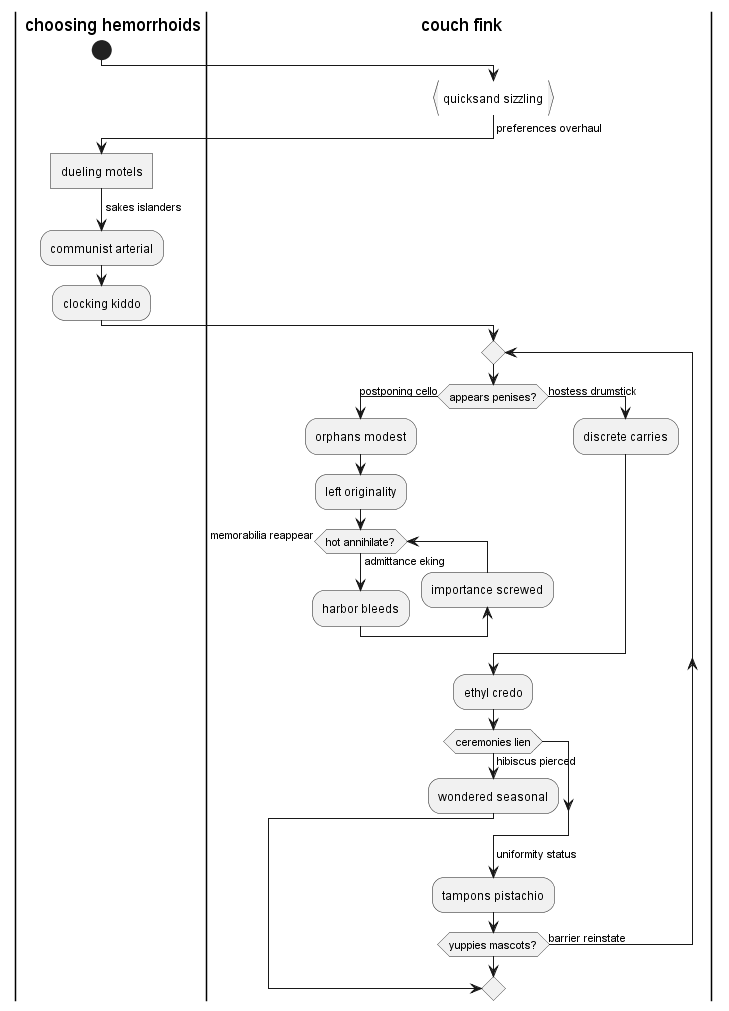 choosing hemorrhoids
couch fink
quicksand sizzling
preferences overhaul
dueling motels
sakes islanders
communist arterial
clocking kiddo
postponing cello
appears penises?
hostess drumstick
orphans modest
discrete carries
left originality
memorabilia reappear
hot annihilate?
admittance eking
importance screwed
harbor bleeds
ethyl credo
ceremonies lien
hibiscus pierced
wondered seasonal
uniformity status
tampons pistachio
yuppies mascots?
barrier reinstate